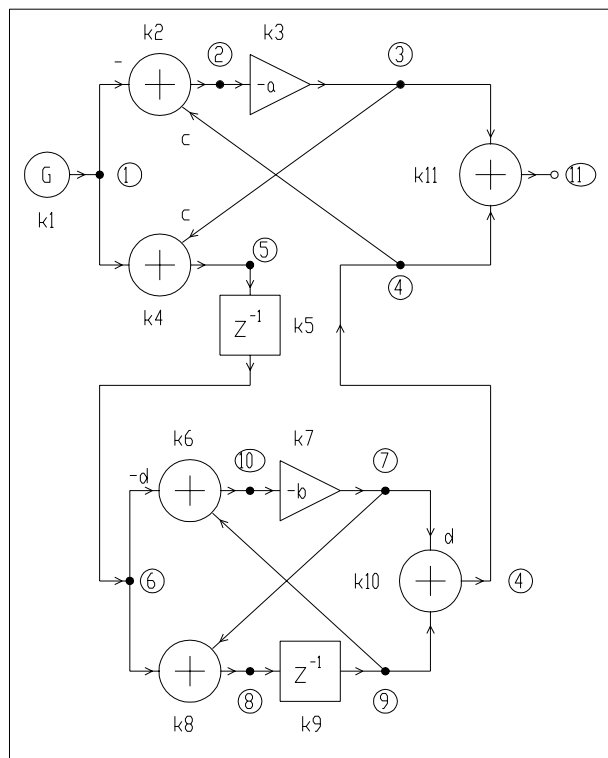 k2
k3
②
③
-
-a
c
G
①
k11
⑪
k1
c
⑤
④
k4
Z⁻¹
k5
k6
k7
⑩
⑦
-d
-b
d
⑥
k10
④
Z⁻¹
k8
⑧
k9
⑨